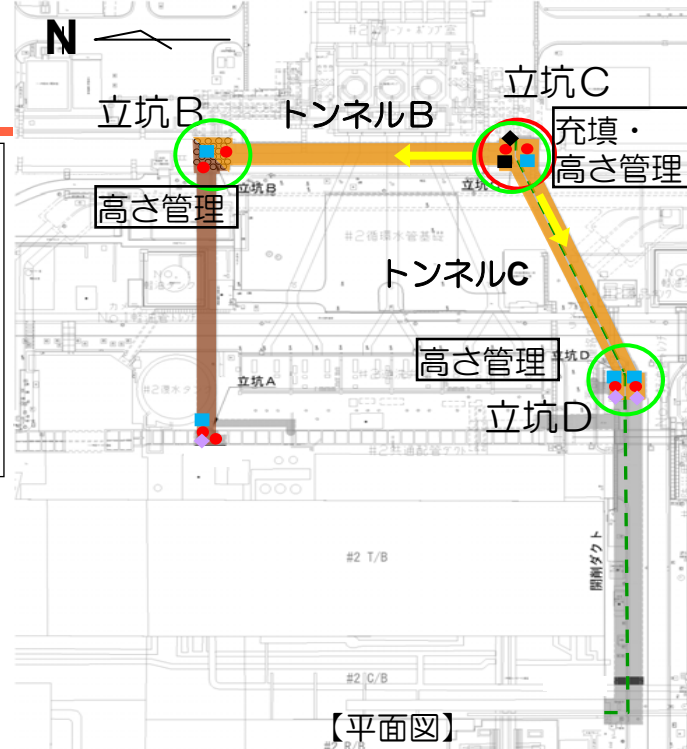 N
立坑C
立坑B
トンネルB
充填・
高さ管理
立坑B
高さ管理
#2循環水管基礎
トンネルC
高さ管理
立坑D
立坑A
立坑D
#2 T/B
開削ダクト
#2 C/B
【平面図】
#2 R/B